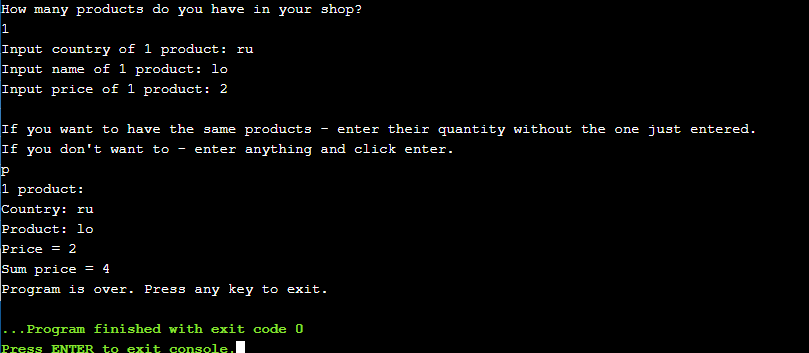 How many products do you have in your shop?
1
Input country of 1 product: ru
Input name of 1 product: lo
Input price of 1 product: 2
If you want to have the same products - enter their quantity without the one just entered.
If you don't want to - enter anything and click enter.
p
1 product:
Country: ru
Product: lo
Price = 2
Sum price = 4
Program is over. Press any key to exit.
...Program finished with exit code 0
Press ENTER to exit console.